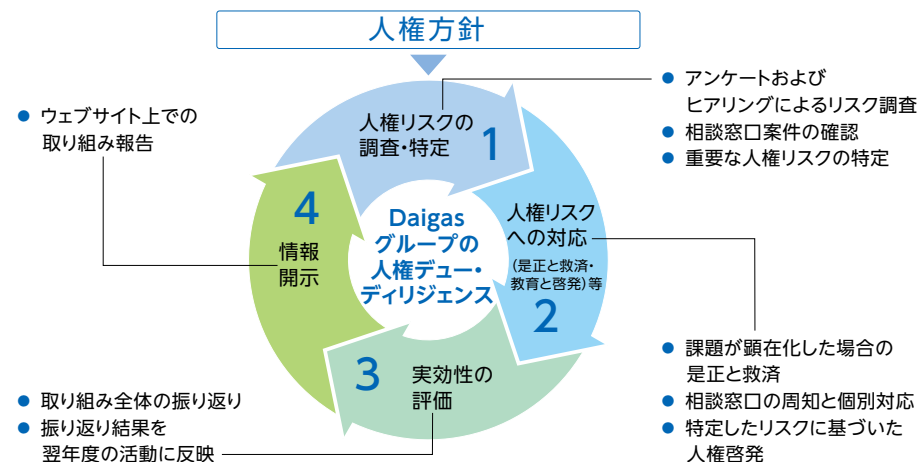 人権方針
人権リスクの
調査・特定
1
● アンケートおよび
ヒアリングによるリスク調査
● 相談窓口案件の確認
● 重要な人権リスクの特定
人権リスク
への対応
(是正と救済・
教育と啓発)等
2
● 課題が顕在化した場合の
是正と救済
● 相談窓口の周知と個別対応
● 特定したリスクに基づいた
人権啓発
3
実効性の
評価
● 取り組み全体の振り返り
● 振り返り結果を
翌年度の活動に反映
4
情報
開示
● ウェブサイト上での
取り組み報告
Daigas
グループの
人権デュー・
ディリジェンス